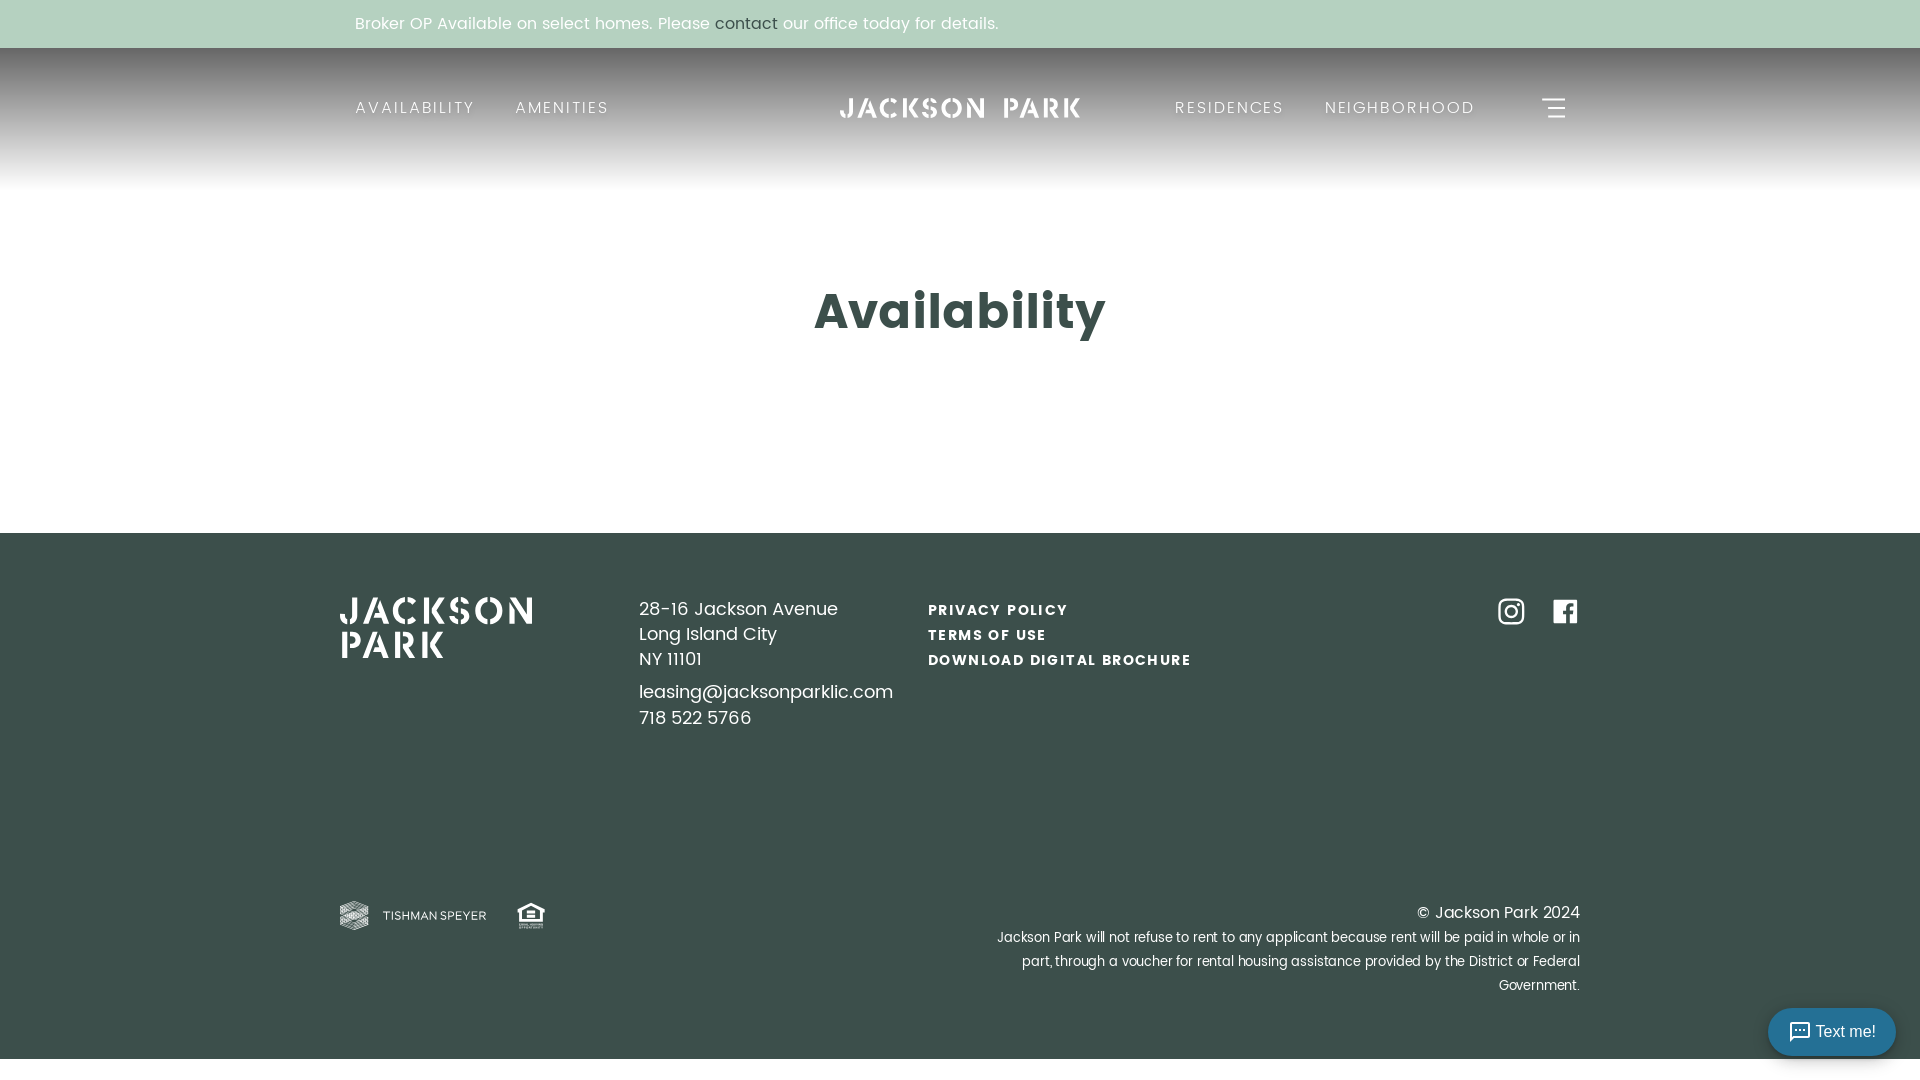 Broker OP Available on select homes. Please contact our office today for details.
AVAILABILITY AMENITIES JACKSON PARK RESIDENCES NEIGHBORHOOD
Availability
JACKSON
PARK
28-16 Jackson Avenue
Long Island City
NY 11101
leasing@jacksonparklic.com
718 522 5766
PRIVACY POLICY
TERMS OF USE
DOWNLOAD DIGITAL BROCHURE
TISHMAN SPEYER
© Jackson Park 2024
Jackson Park will not refuse to rent to any applicant because rent will be paid in whole or in
part, through a voucher for rental housing assistance provided by the District or Federal
Government.
Text me!